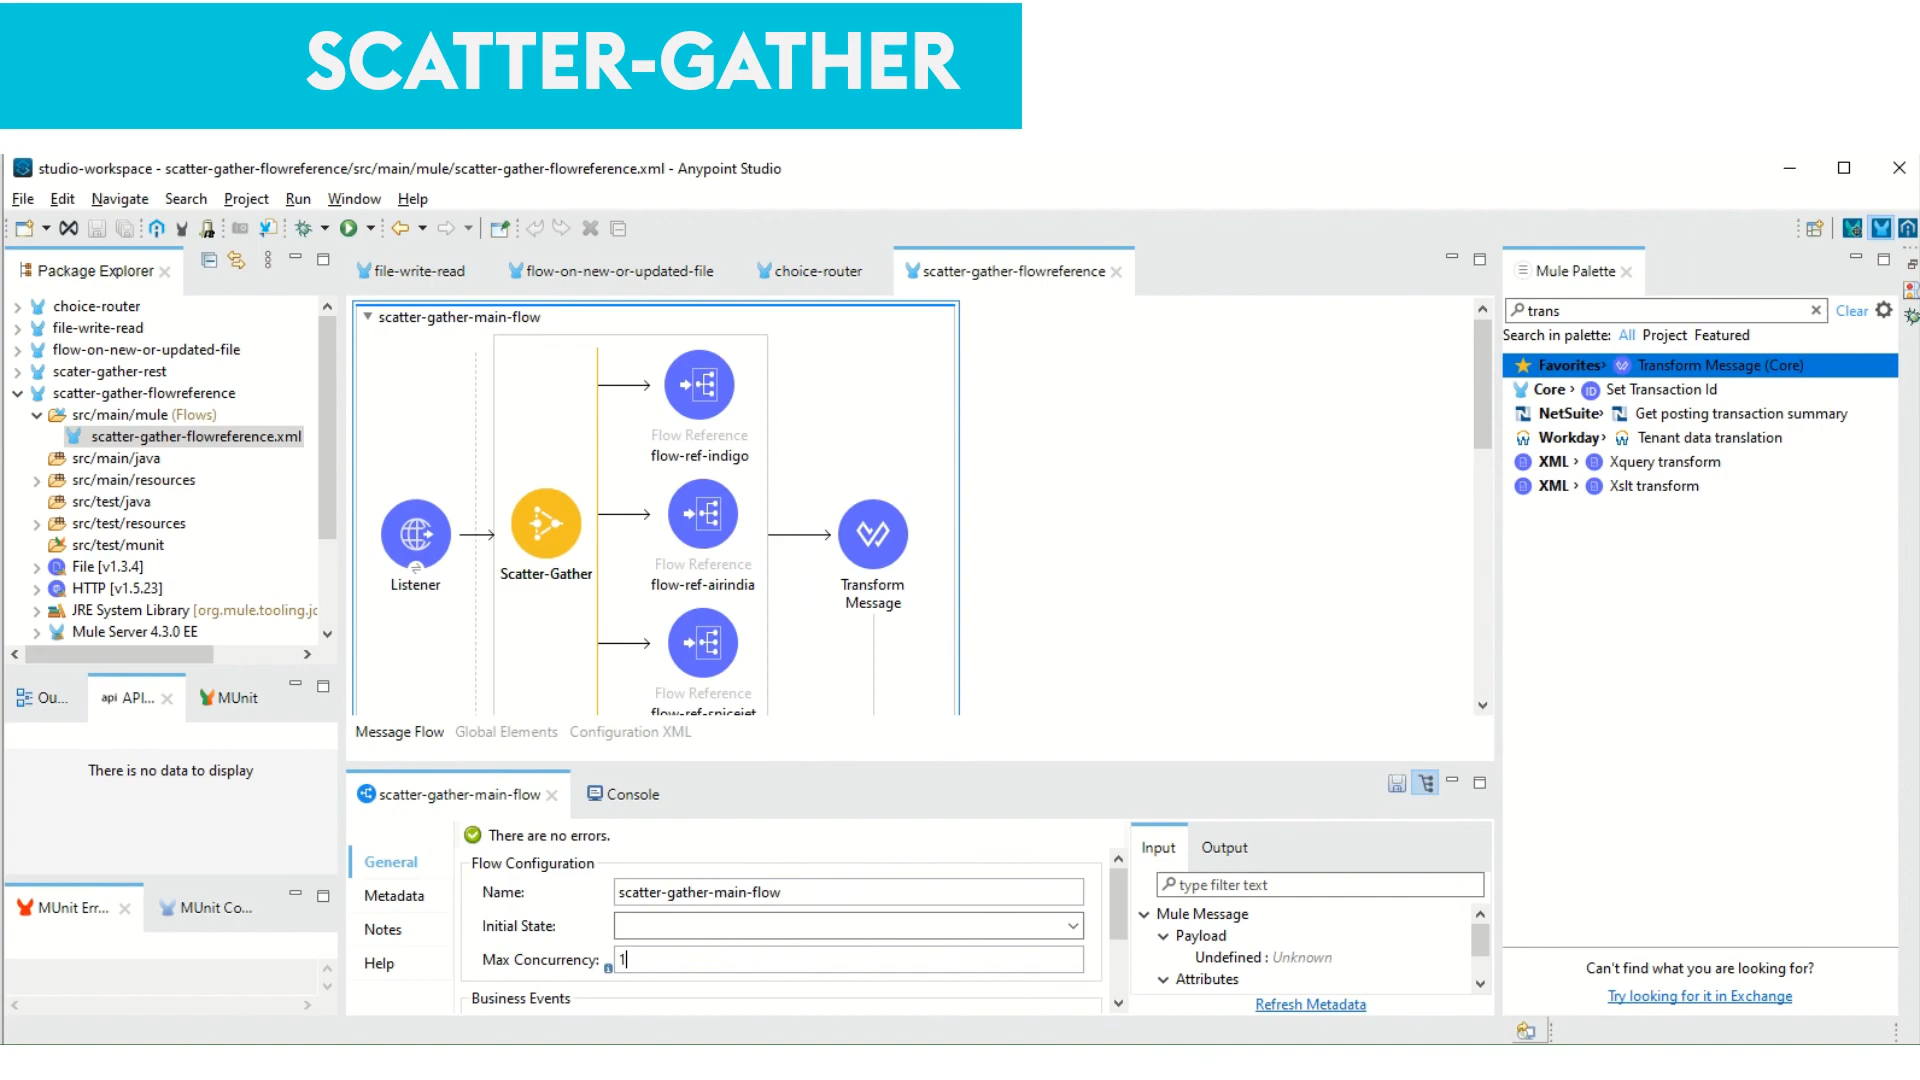 SCATTER-GATHER
studio-workspace - scatter-gather-flowreference/src/main/mule/scatter-gather-flowreference.xml - Anypoint Studio
File Edit Navigate Search Project Run Window Help
Package Explorer
choice-router
file-write-read
flow-on-new-or-updated-file
scater-gather-rest
scatter-gather-flowreference
src/main/mule (Flows)
scatter-gather-flowreference.xml
src/main/java
src/main/resources
src/test/java
src/test/resources
src/test/munit
File [v1.3.4]
HTTP [v1.5.23]
JRE System Library [org.mule.tooling.jd
Mule Server 4.3.0 EE
Ou... api API... MUnit
There is no data to display
MUnit Err... MUnit Co...
file-write-read flow-on-new-or-updated-file choice-router scatter-gather-flowreference
scatter-gather-main-flow
Listener
Scatter-Gather
Flow Reference
flow-ref-indigo
Flow Reference
flow-ref-airindia
Flow Reference
flow-ref-spicejet
Transform
Message
Message Flow Global Elements Configuration XML
scatter-gather-main-flow Console
There are no errors.
General
Metadata
Notes
Help
Flow Configuration
Name: scatter-gather-main-flow
Initial State:
Max Concurrency: 1
Business Events
Input Output
type filter text
Mule Message
Payload
Undefined : Unknown
Attributes
Refresh Metadata
Mule Palette
trans Clear
Search in palette: All Project Featured
Favorites> Transform Message (Core)
Core > ID Set Transaction Id
NetSuite> Get posting transaction summary
Workday> Tenant data translation
XML > Xquery transform
XML > Xslt transform
Can't find what you are looking for?
Try looking for it in Exchange